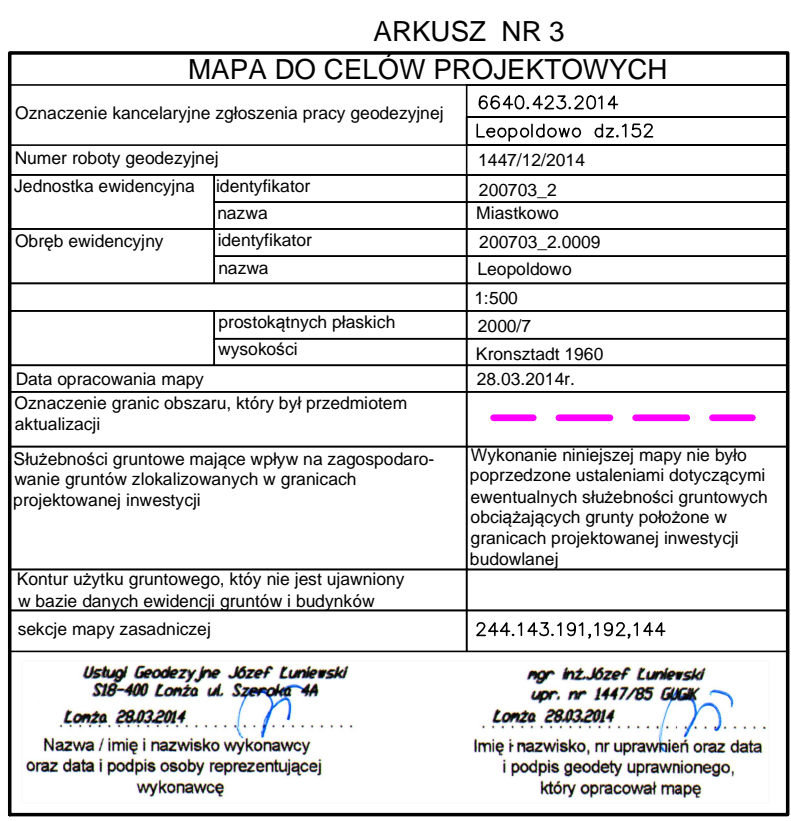 ARKUSZ NR 3
MAPA DO CELÓW PROJEKTOWYCH
Oznaczenie kancelaryjne zgłoszenia pracy geodezyjnej
6640.423.2014
Leopoldowo dz.152
Numer roboty geodezyjnej
1447/12/2014
Jednostka ewidencyjna
identyfikator
200703_2
nazwa
Miastkowo
Obręb ewidencyjny
identyfikator
200703_2.0009
nazwa
Leopoldowo
1:500
prostokątnych płaskich
2000/7
wysokości
Kronsztadt 1960
Data opracowania mapy
28.03.2014r.
Oznaczenie granic obszaru, który był przedmiotem
aktualizacji
Służebności gruntowe mające wpływ na zagospodaro-
wanie gruntów zlokalizowanych w granicach
projektowanej inwestycji
Wykonanie niniejszej mapy nie było
poprzedzone ustaleniami dotyczącymi
ewentualnych służebności gruntowych
obciążających grunty położone w
granicach projektowanej inwestycji
budowlanej
Kontur użytku gruntowego, któy nie jest ujawniony
w bazie danych ewidencji gruntów i budynków
sekcje mapy zasadniczej
244.143.191,192,144
Usługi Geodezyjne Józef Łuniewski
S18-400 Łomża ul. Szeroka 4A
Łomża 28.03.2014
Nazwa / imię i nazwisko wykonawcy
oraz data i podpis osoby reprezentującej
wykonawcę
mgr inż.Józef Łuniewski
upr. nr 1447/85 GUGiK
Łomża 28.03.2014
Imię i nazwisko, nr uprawnień oraz data
i podpis geodety uprawnionego,
który opracował mapę